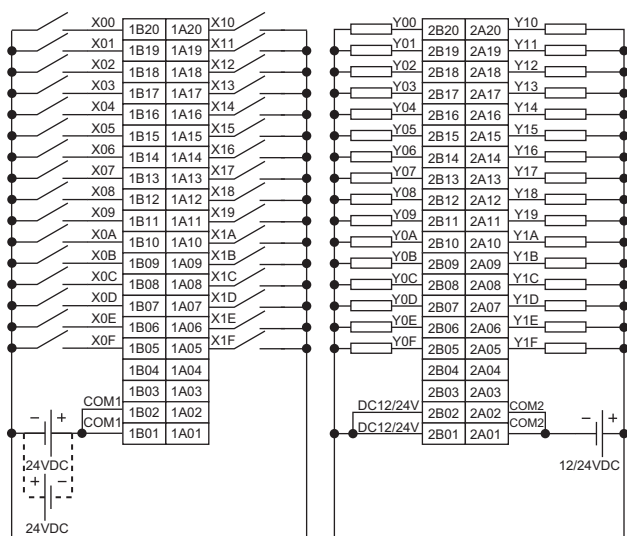 X00 1B20 1A20 X10 Y00 2B20 2A20 Y10
X01 1B19 1A19 X11 Y01 2B19 2A19 Y11
X02 1B18 1A18 X12 Y02 2B18 2A18 Y12
X03 1B17 1A17 X13 Y03 2B17 2A17 Y13
X04 1B16 1A16 X14 Y04 2B16 2A16 Y14
X05 1B15 1A15 X15 Y05 2B15 2A15 Y15
X06 1B14 1A14 X16 Y06 2B14 2A14 Y16
X07 1B13 1A13 X17 Y07 2B13 2A13 Y17
X08 1B12 1A12 X18 Y08 2B12 2A12 Y18
X09 1B11 1A11 X19 Y09 2B11 2A11 Y19
X0A 1B10 1A10 X1A Y0A 2B10 2A10 Y1A
X0B 1B09 1A09 X1B Y0B 2B09 2A09 Y1B
X0C 1B08 1A08 X1C Y0C 2B08 2A08 Y1C
X0D 1B07 1A07 X1D Y0D 2B07 2A07 Y1D
X0E 1B06 1A06 X1E Y0E 2B06 2A06 Y1E
X0F 1B05 1A05 X1F Y0F 2B05 2A05 Y1F
1B04 1A04 2B04 2A04
1B03 1A03 2B03 2A03
COM1 1B02 1A02 DC12/24V 2B02 2A02 COM2
− + COM1 1B01 1A01 DC12/24V 2B01 2A01 COM2 − +
24VDC 12/24VDC
+ −
24VDC